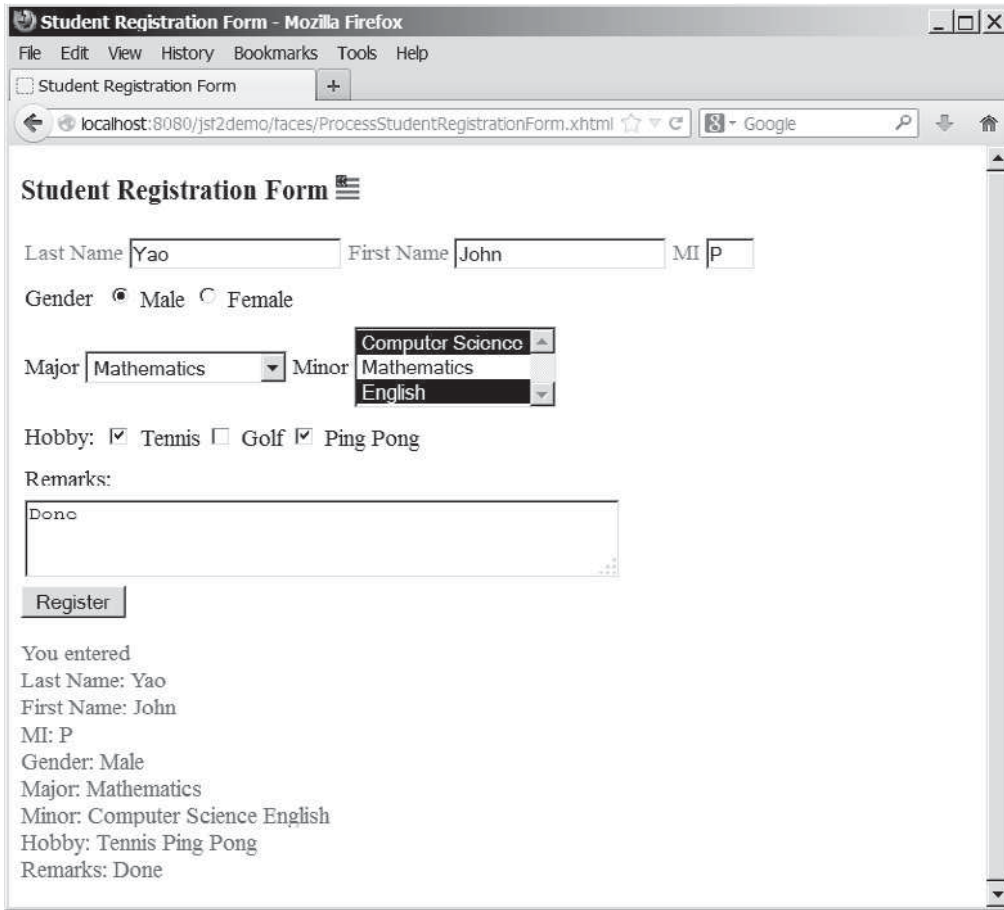 Student Registration Form - Mozilla Firefox
File Edit View History Bookmarks Tools Help
Student Registration Form +
localhost:8080/jsf2demo/faces/ProcessStudentRegistrationForm.xhtml 8 Google
Student Registration Form
Last Name Yao First Name John MI P
Gender Male Female
Major Mathematics Minor Computer Science
Mathematics
English
Hobby: Tennis Golf Ping Pong
Remarks:
Done
Register
You entered
Last Name: Yao
First Name: John
MI: P
Gender: Male
Major: Mathematics
Minor: Computer Science English
Hobby: Tennis Ping Pong
Remarks: Done